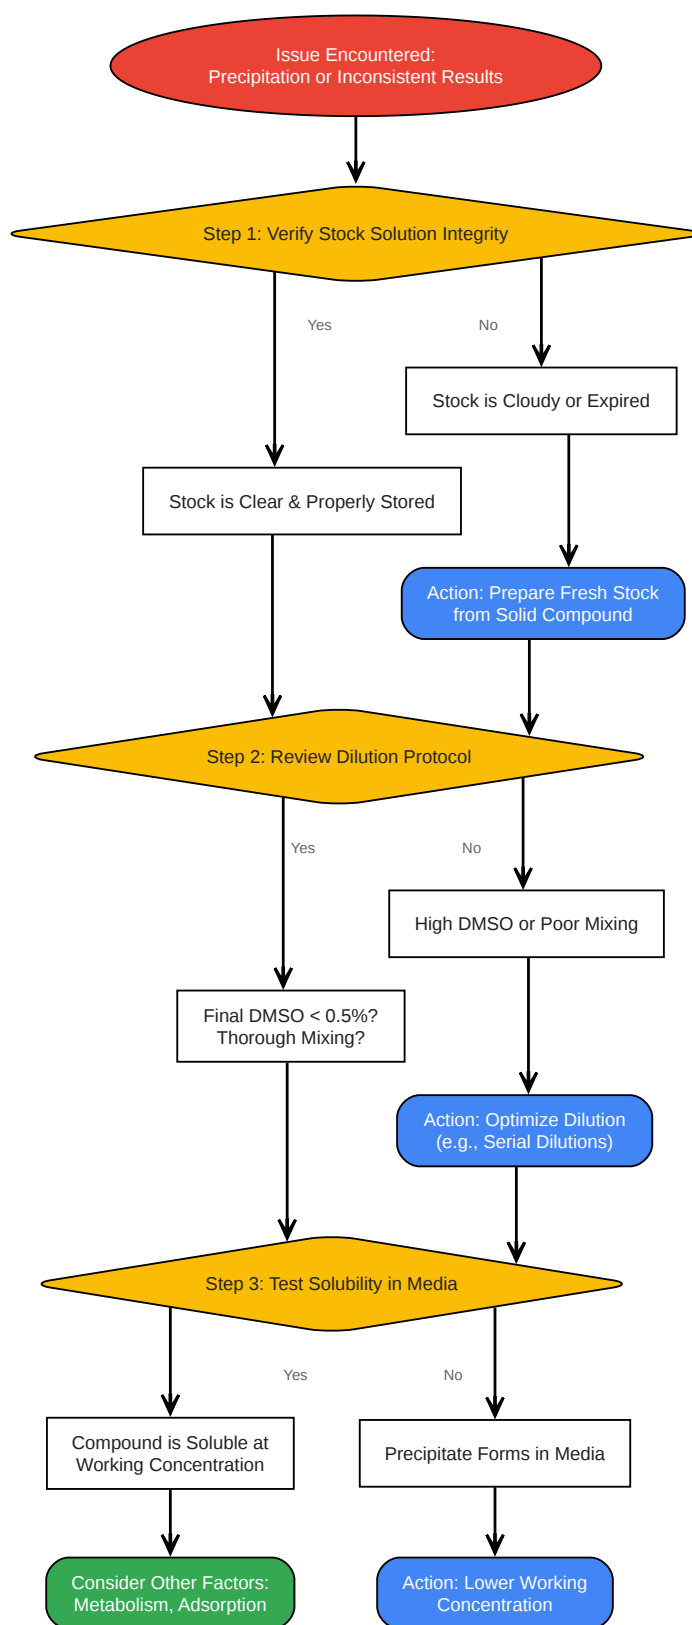 Issue Encountered:
Precipitation or Inconsistent Results
Step 1: Verify Stock Solution Integrity
Yes
No
Stock is Cloudy or Expired
Stock is Clear & Properly Stored
Action: Prepare Fresh Stock
from Solid Compound
Step 2: Review Dilution Protocol
Yes
No
High DMSO or Poor Mixing
Final DMSO < 0.5%?
Thorough Mixing?
Action: Optimize Dilution
(e.g., Serial Dilutions)
Step 3: Test Solubility in Media
Yes
No
Compound is Soluble at
Working Concentration
Precipitate Forms in Media
Consider Other Factors:
Metabolism, Adsorption
Action: Lower Working
Concentration